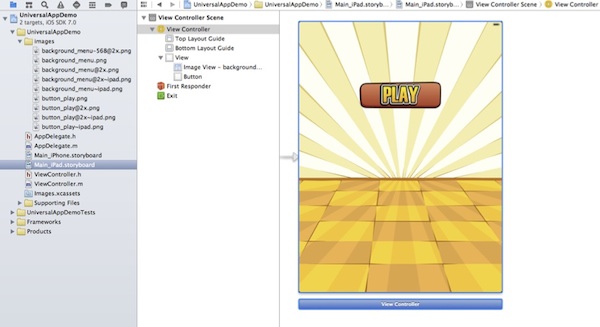 UniversalAppDemo
Main_iPad.storyb...
View Controller Scene
View Controller
UniversalAppDemo
2 targets, iOS SDK 7.0
UniversalAppDemo
Images
background_menu-568@2x.png
background_menu.png
background_menu@2x.png
background_menu@2x~ipad.png
background_menu~ipad.png
button_play.png
button_play@2x.png
button_play@2x~ipad.png
button_play~ipad.png
AppDelegate.h
AppDelegate.m
Main_iPhone.storyboard
Main_iPad.storyboard
ViewController.h
ViewController.m
Images.xcassets
Supporting Files
UniversalAppDemoTests
Frameworks
Products
View Controller Scene
View Controller
Top Layout Guide
Bottom Layout Guide
View
Image View - backgroun...
Button
First Responder
Exit
PLAY
View Controller